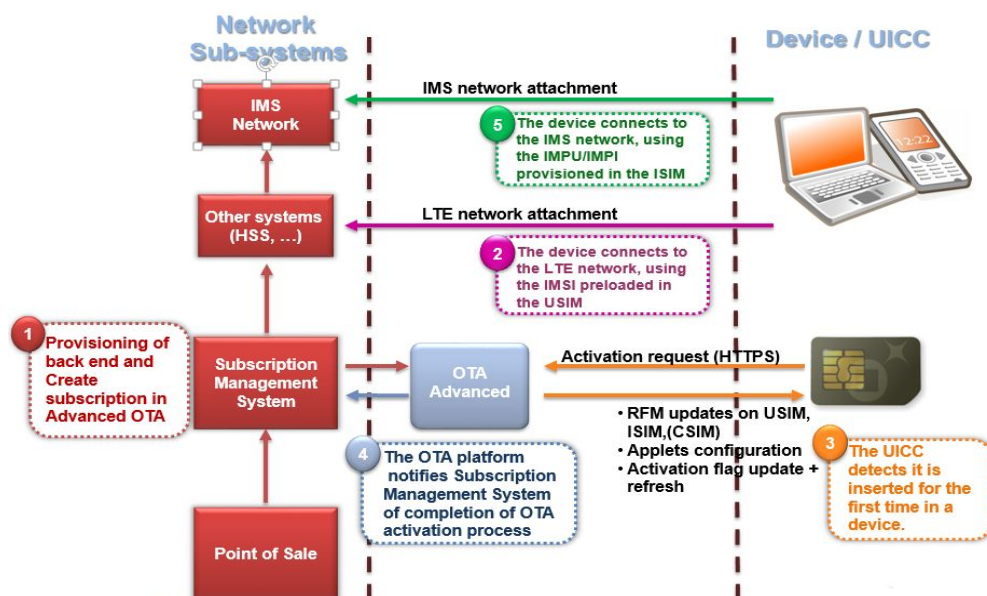 Network
Sub-systems
Device / UICC
IMS
Network
IMS network attachment
5
The device connects to
the IMS network, using
the IMPU/IMPI
provisioned in the ISIM
12:22
Other systems
(HSS, ...)
LTE network attachment
2
The device connects to
the LTE network, using
the IMSI preloaded in
the USIM
1
Provisioning of
back end and
Create
subscription in
Advanced OTA
Subscription
Management
System
OTA
Advanced
Activation request (HTTPS)
• RFM updates on USIM,
ISIM,(CSIM)
• Applets configuration
• Activation flag update +
refresh
3
The UICC
detects it is
inserted for the
first time in a
device.
4
The OTA platform
notifies Subscription
Management System
of completion of OTA
activation process
Point of Sale